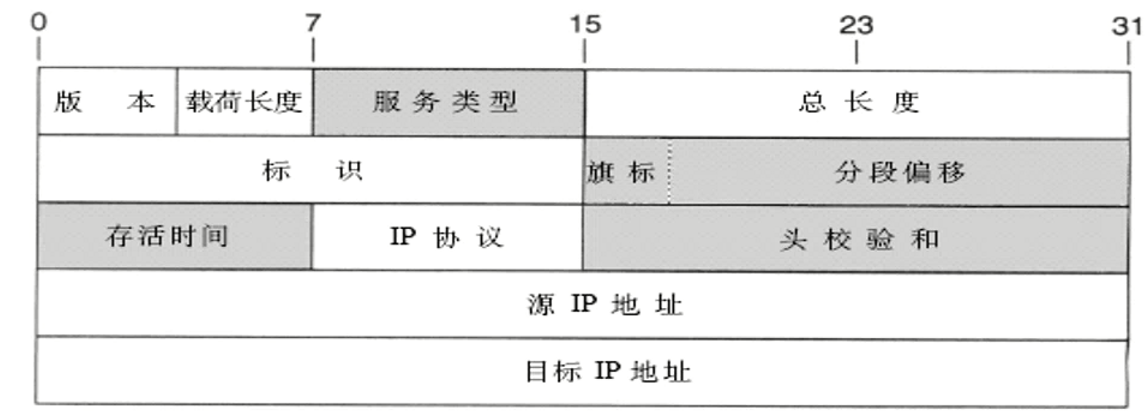 0 7 15 23 31
版 本 载荷长度 服务类型 总长度
标 识 旗标 分段偏移
存活时间 IP 协议 头校验和
源 IP 地址
目标 IP 地址